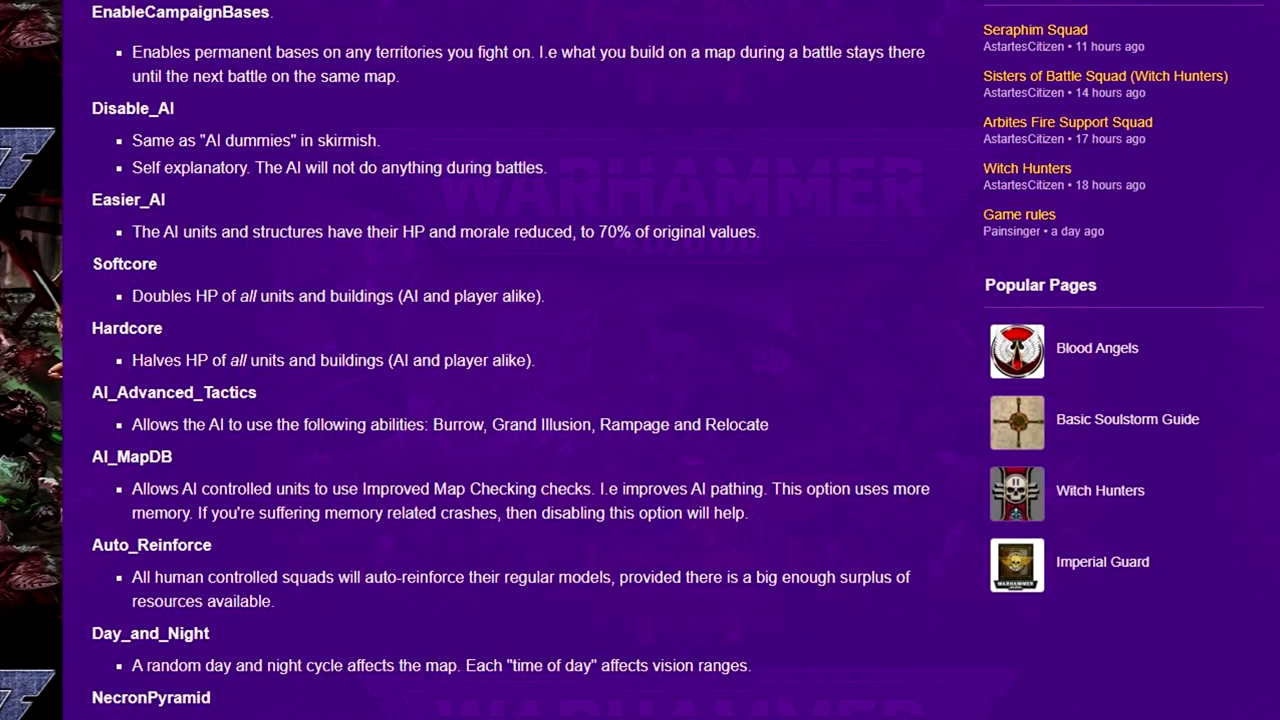 EnableCampaignBases.
Enables permanent bases on any territories you fight on. I.e what you build on a map during a battle stays there
until the next battle on the same map.
Disable_AI
Same as "AI dummies" in skirmish.
Self explanatory. The AI will not do anything during battles.
Easier_AI
The AI units and structures have their HP and morale reduced, to 70% of original values.
Softcore
Doubles HP of all units and buildings (AI and player alike).
Hardcore
Halves HP of all units and buildings (AI and player alike).
AI_Advanced_Tactics
Allows the AI to use the following abilities: Burrow, Grand Illusion, Rampage and Relocate
AI_MapDB
Allows AI controlled units to use Improved Map Checking checks. I.e improves AI pathing. This option uses more
memory. If you're suffering memory related crashes, then disabling this option will help.
Auto_Reinforce
All human controlled squads will auto-reinforce their regular models, provided there is a big enough surplus of
resources available.
Day_and_Night
A random day and night cycle affects the map. Each "time of day" affects vision ranges.
NecronPyramid
Seraphim Squad
AstartesCitizen • 11 hours ago
Sisters of Battle Squad (Witch Hunters)
AstartesCitizen • 14 hours ago
Arbites Fire Support Squad
AstartesCitizen • 17 hours ago
Witch Hunters
AstartesCitizen • 18 hours ago
Game rules
Painsinger • a day ago
Popular Pages
Blood Angels
Basic Soulstorm Guide
Witch Hunters
Imperial Guard
WARHAMMER
WARHAMMER